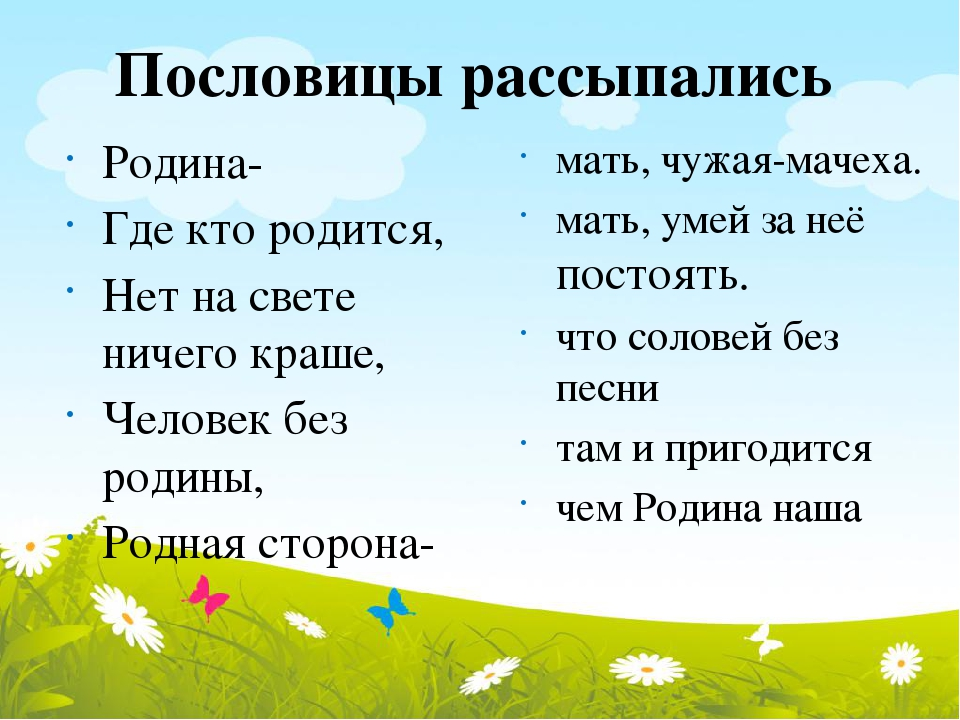 Пословицы рассыпались
Родина-
Где кто родится,
Нет на свете
ничего краше,
Человек без
родины,
Родная сторона-
мать, чужая-мачеха.
мать, умей за неё
постоять.
что соловей без
песни
там и пригодится
чем Родина наша